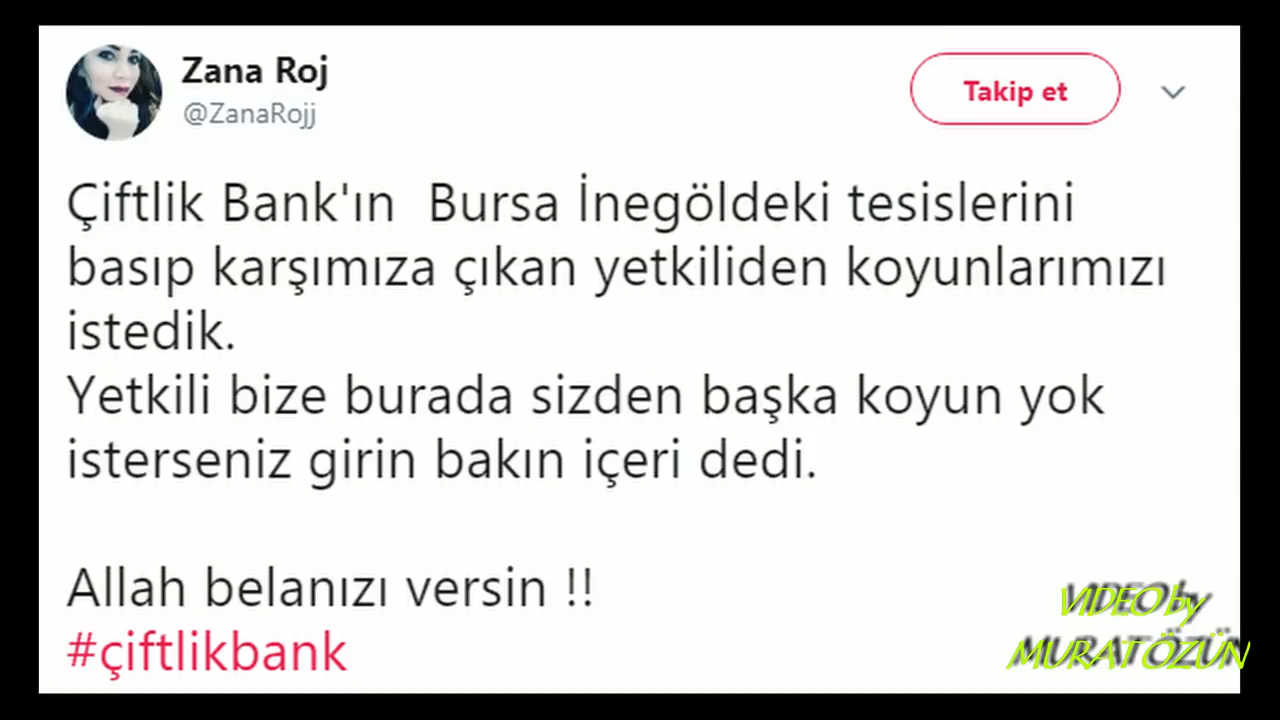 Zana Roj
@ZanaRojj
Takip et
Çiftlik Bank'ın  Bursa İnegöldeki tesislerini
basıp karşımıza çıkan yetkiliden koyunlarımızı
istedik.
Yetkili bize burada sizden başka koyun yok
isterseniz girin bakın içeri dedi.
Allah belanızı versin !!
#çiftlikbank
VIDEO by
MURAT ÖZÜN